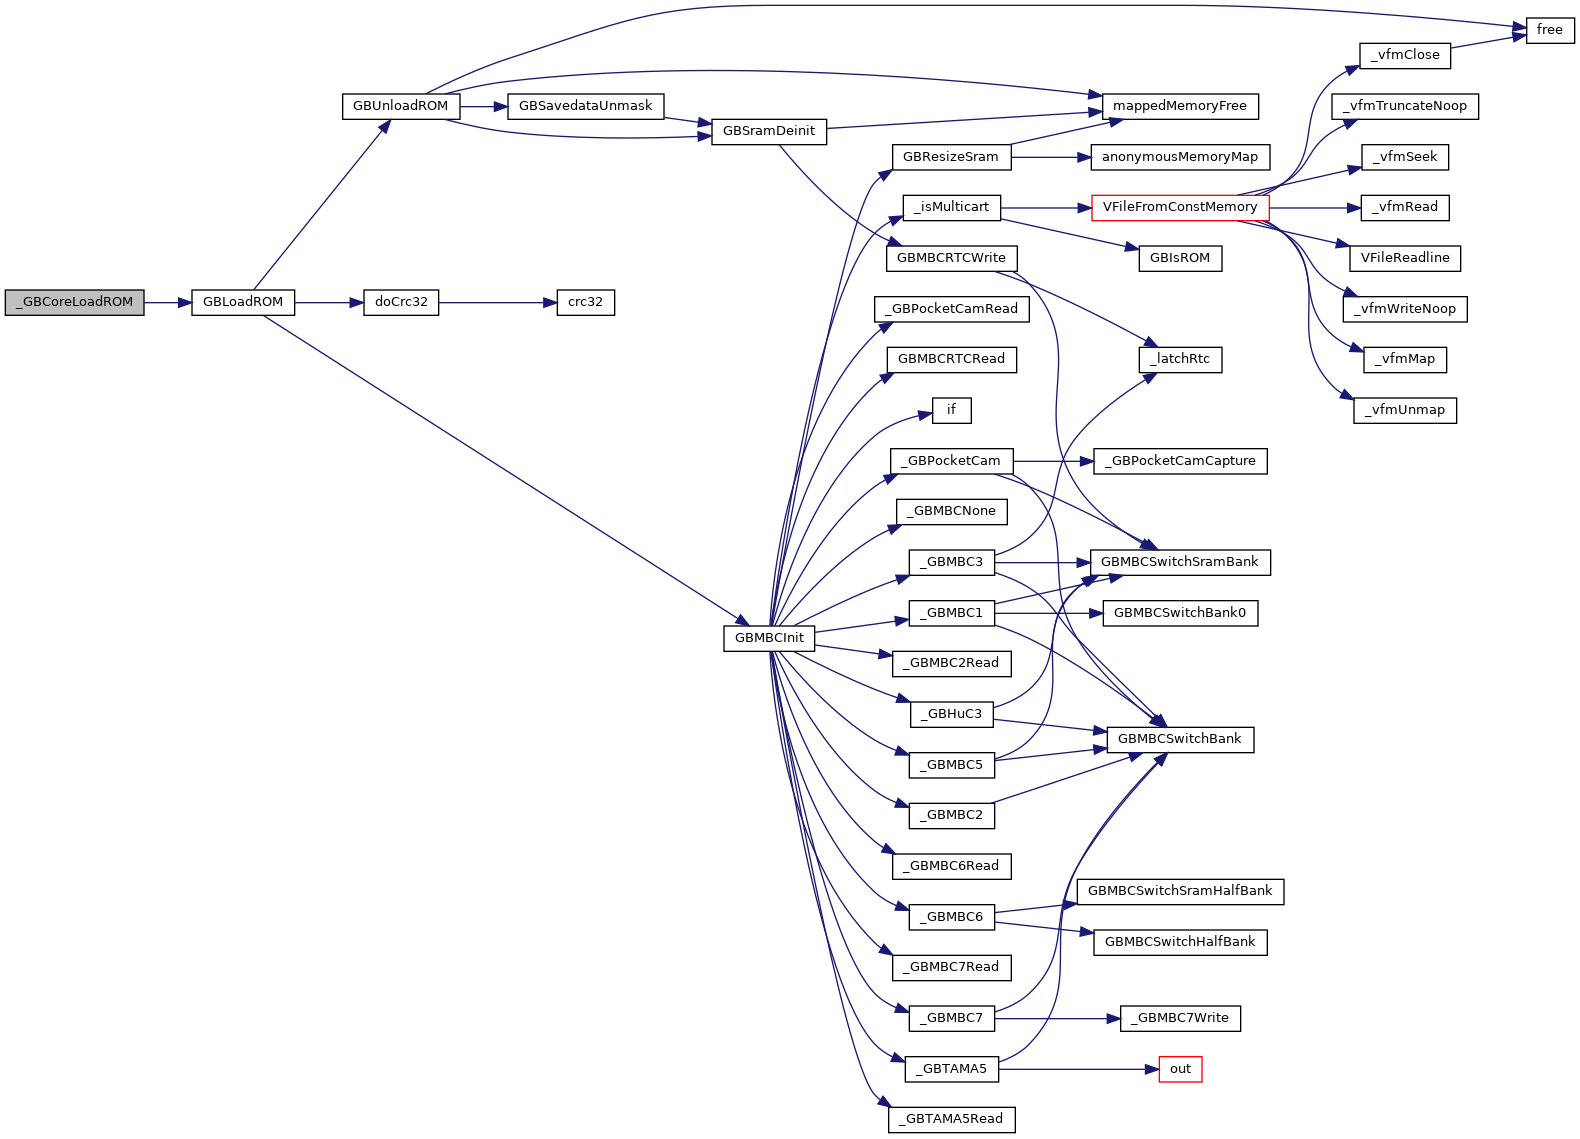 _GBCoreLoadROM
GBLoadROM
GBUnloadROM
doCrc32
crc32
GBSavedataUnmask
GBSramDeinit
GBMBCInit
GBResizeSram
_isMulticart
GBMBCRTCWrite
_GBPocketCamRead
GBMBCRTCRead
if
_GBPocketCam
_GBMBCNone
_GBMBC3
_GBMBC1
_GBMBC2Read
_GBHuC3
_GBMBC5
_GBMBC2
_GBMBC6Read
_GBMBC6
_GBMBC7Read
_GBMBC7
_GBTAMA5
_GBTAMA5Read
mappedMemoryFree
anonymousMemoryMap
VFileFromConstMemory
GBIsROM
_latchRtc
_GBPocketCamCapture
GBMBCSwitchSramBank
GBMBCSwitchBank0
GBMBCSwitchBank
GBMBCSwitchSramHalfBank
GBMBCSwitchHalfBank
_GBMBC7Write
out
free
_vfmClose
_vfmTruncateNoop
_vfmSeek
_vfmRead
VFileReadline
_vfmWriteNoop
_vfmMap
_vfmUnmap